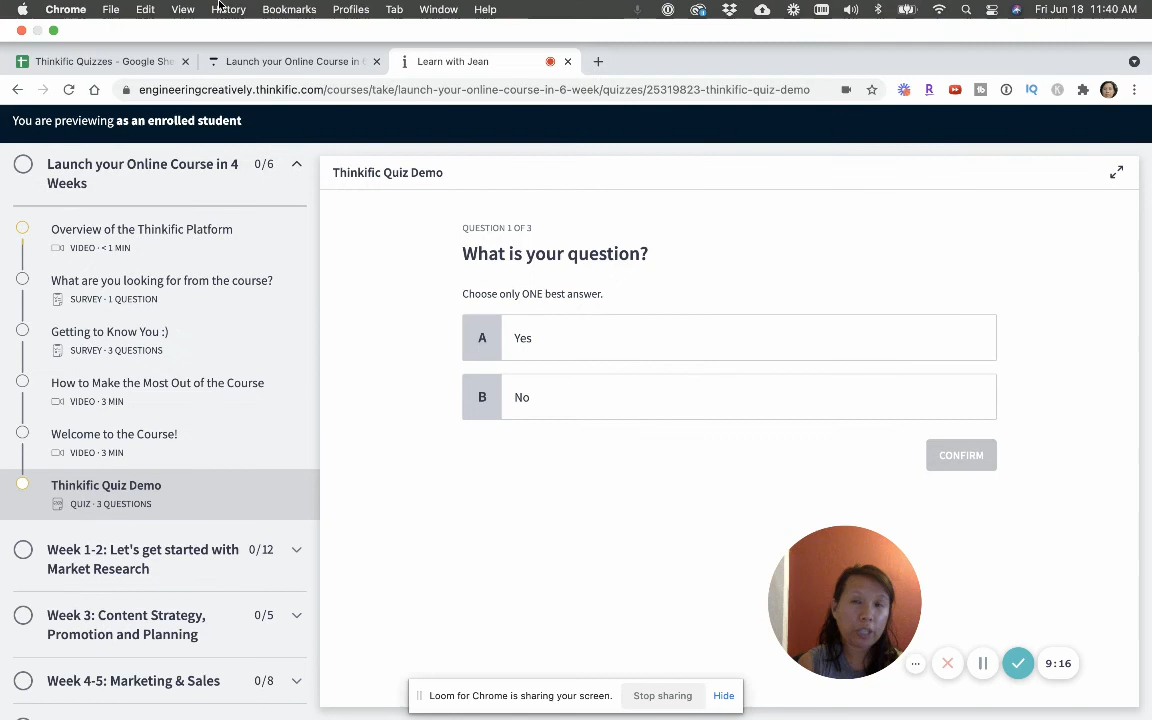 Chrome File Edit View History Bookmarks Profiles Tab Window Help Fri Jun 18 11:40 AM
Thinkific Quizzes - Google She
Launch your Online Course in 6
Learn with Jean
engineeringcreatively.thinkific.com/courses/take/launch-your-online-course-in-6-week/quizzes/25319823-thinkific-quiz-demo
You are previewing as an enrolled student
Launch your Online Course in 4 Weeks 0/6
Overview of the Thinkific Platform
VIDEO · < 1 MIN
What are you looking for from the course?
SURVEY · 1 QUESTION
Getting to Know You :)
SURVEY · 3 QUESTIONS
How to Make the Most Out of the Course
VIDEO · 3 MIN
Welcome to the Course!
VIDEO · 3 MIN
Thinkific Quiz Demo
QUIZ · 3 QUESTIONS
Week 1-2: Let's get started with 0/12
Market Research
Week 3: Content Strategy, 0/5
Promotion and Planning
Week 4-5: Marketing & Sales 0/8
Thinkific Quiz Demo
QUESTION 1 OF 3
What is your question?
Choose only ONE best answer.
A Yes
B No
CONFIRM
9:16
Loom for Chrome is sharing your screen. Stop sharing Hide